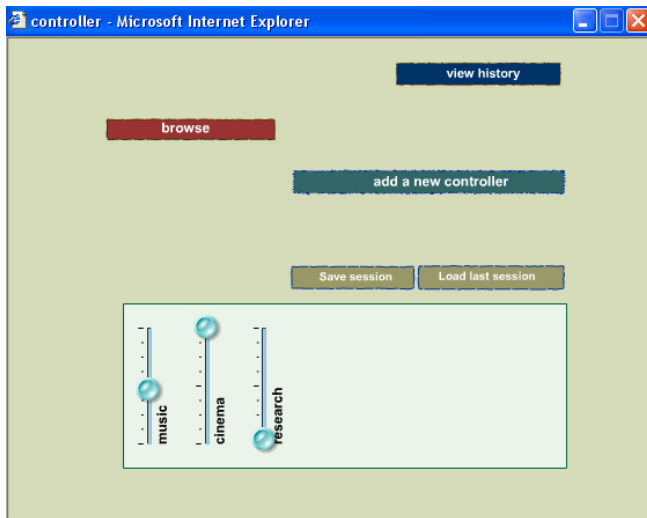 controller - Microsoft Internet Explorer
view history
browse
add a new controller
Save session
Load last session
music
cinema
research